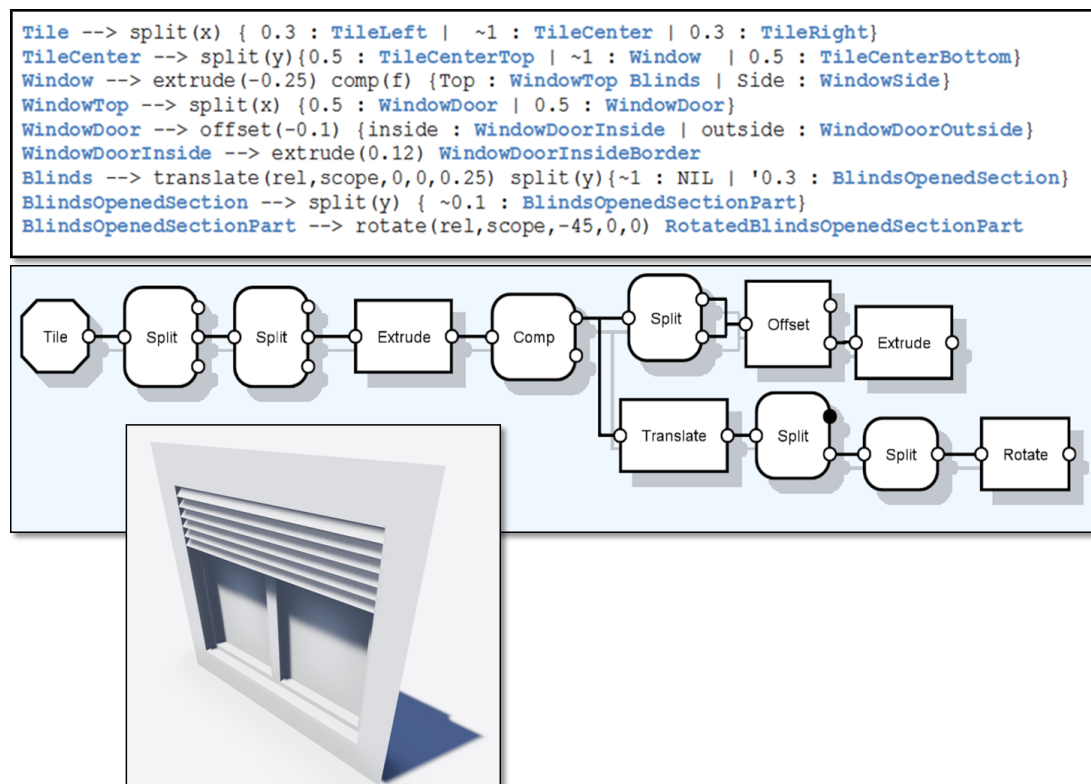 Tile --> split(x) { 0.3 : TileLeft | ~1 : TileCenter | 0.3 : TileRight}
TileCenter --> split(y){0.5 : TileCenterTop | ~1 : Window | 0.5 : TileCenterBottom}
Window --> extrude(-0.25) comp(f) {Top : WindowTop Blinds | Side : WindowSide}
WindowTop --> split(x) {0.5 : WindowDoor | 0.5 : WindowDoor}
WindowDoor --> offset(-0.1) {inside : WindowDoorInside | outside : WindowDoorOutside}
WindowDoorInside --> extrude(0.12) WindowDoorInsideBorder
Blinds --> translate(rel,scope,0,0,0.25) split(y){~1 : NIL | '0.3 : BlindsOpenedSection}
BlindsOpenedSection --> split(y) { ~0.1 : BlindsOpenedSectionPart}
BlindsOpenedSectionPart --> rotate(rel,scope,-45,0,0) RotatedBlindsOpenedSectionPart
Tile
Split
Split
Extrude
Comp
Split
Offset
Extrude
Translate
Split
Split
Rotate